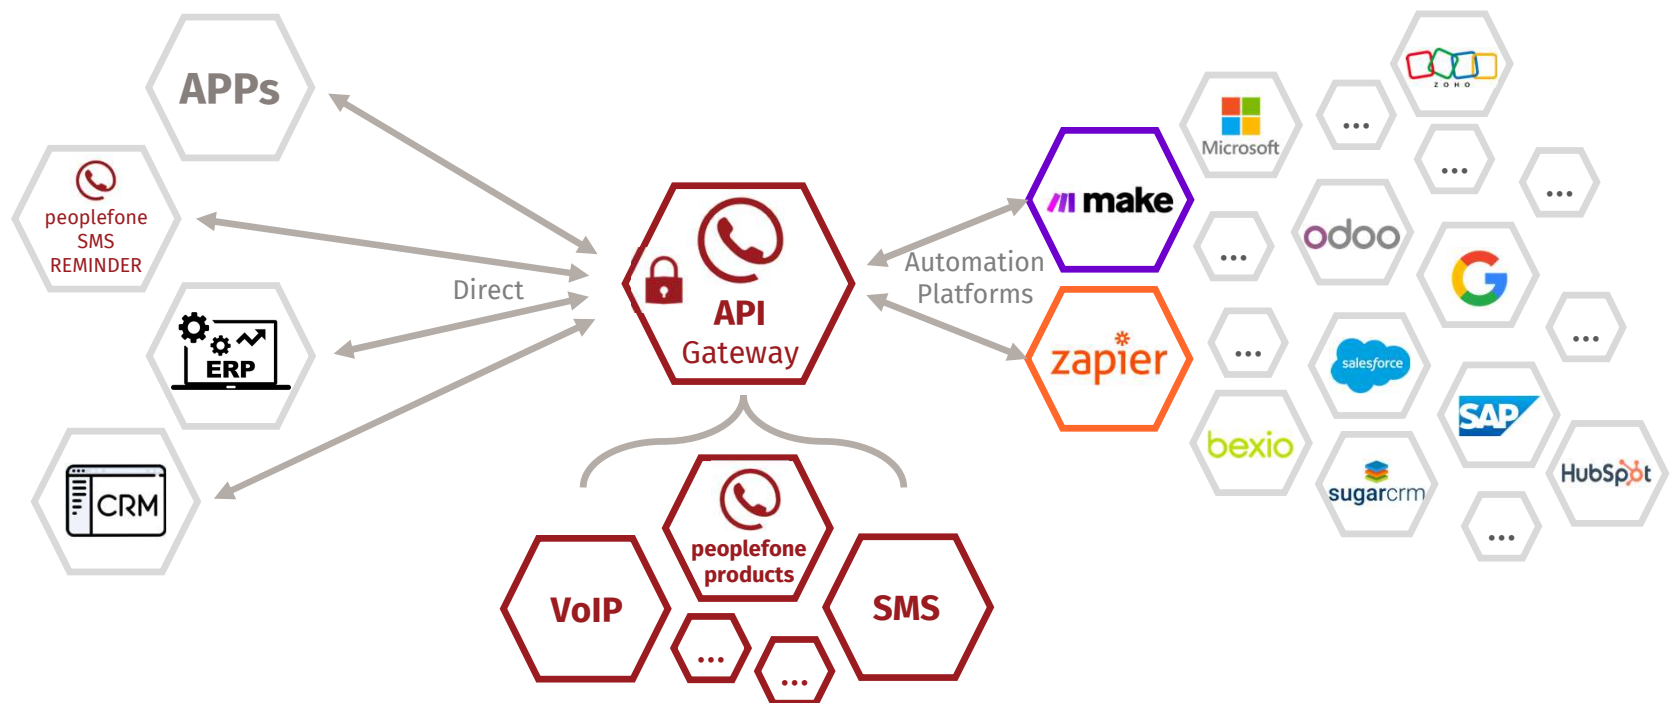 APPs
peoplefone
SMS
REMINDER
ERP
CRM
Direct
API
Gateway
Automation
Platforms
make
zapier
Microsoft
...
ZOHO
...
...
...
odoo
G
...
...
salesforce
SAP
bexio
sugarcrm
HubSpot
...
peoplefone
products
VoIP
SMS
...
...